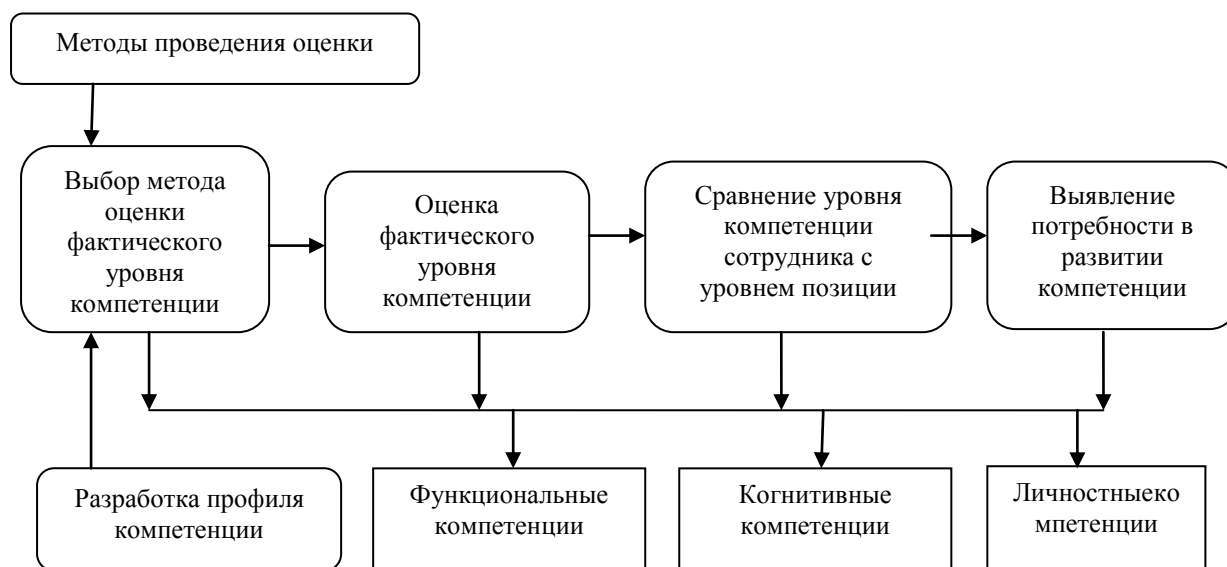 Методы проведения оценки
Выбор метода
оценки
фактического
уровня
компетенции
Оценка
фактического
уровня
компетенции
Сравнение уровня
компетенции
сотрудника с
уровнем позиции
Выявление
потребности в
развитии
компетенции
Разработка профиля
компетенции
Функциональные
компетенции
Когнитивные
компетенции
Личностныеко
мпетенции